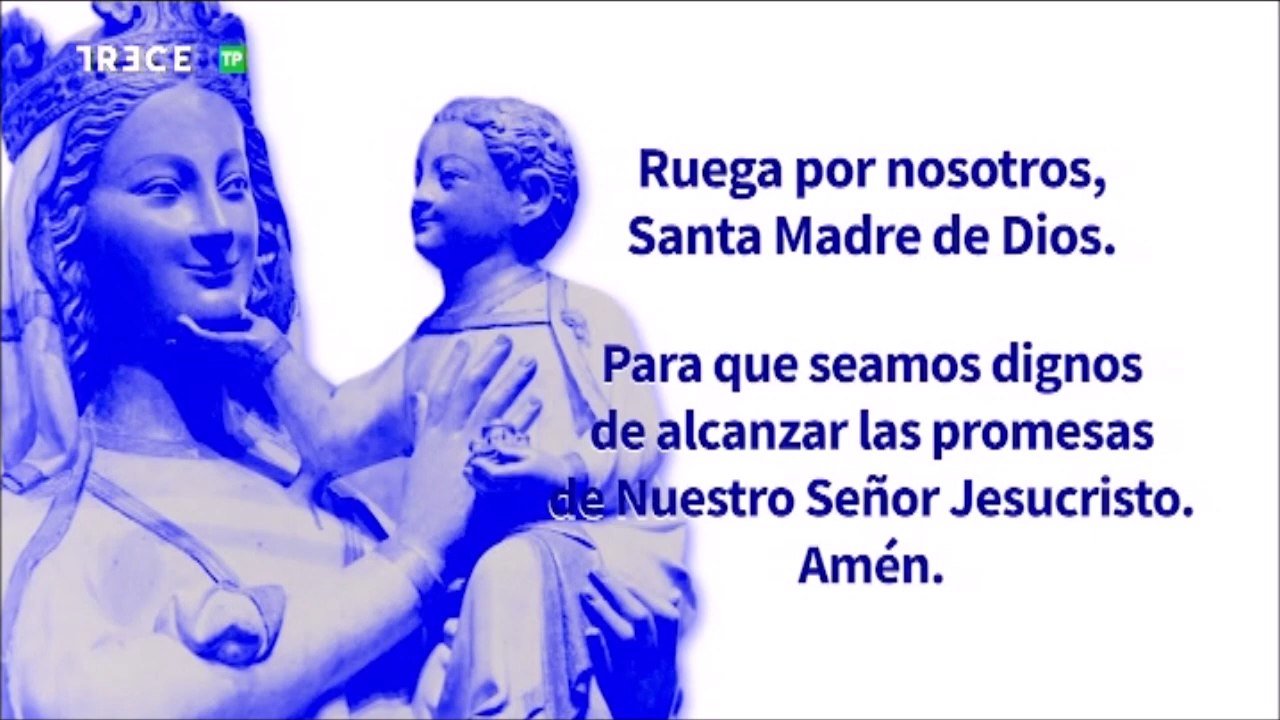 TRECE TP
Ruega por nosotros,
Santa Madre de Dios.
Para que seamos dignos
de alcanzar las promesas
de Nuestro Señor Jesucristo.
Amén.